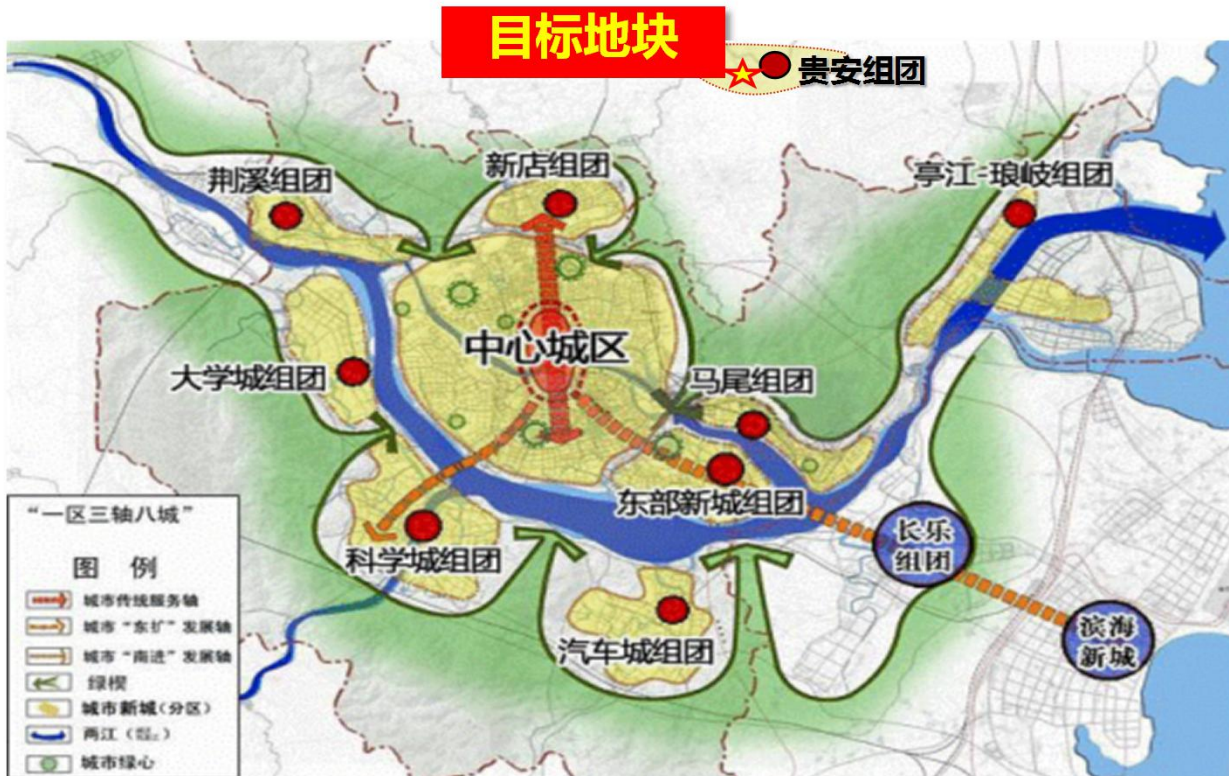 目标地块
贵安组团
新店组团
荆溪组团
亭江-琅岐组团
中心城区
大学城组团
马尾组团
东部新城组团
长乐
组团
科学城组团
滨海
新城
汽车城组团
“一区三轴八城”
图 例
城市传统服务轴
城市“东扩”发展轴
城市“南进”发展轴
绿楔
城市新城(分区)
两江
城市绿心